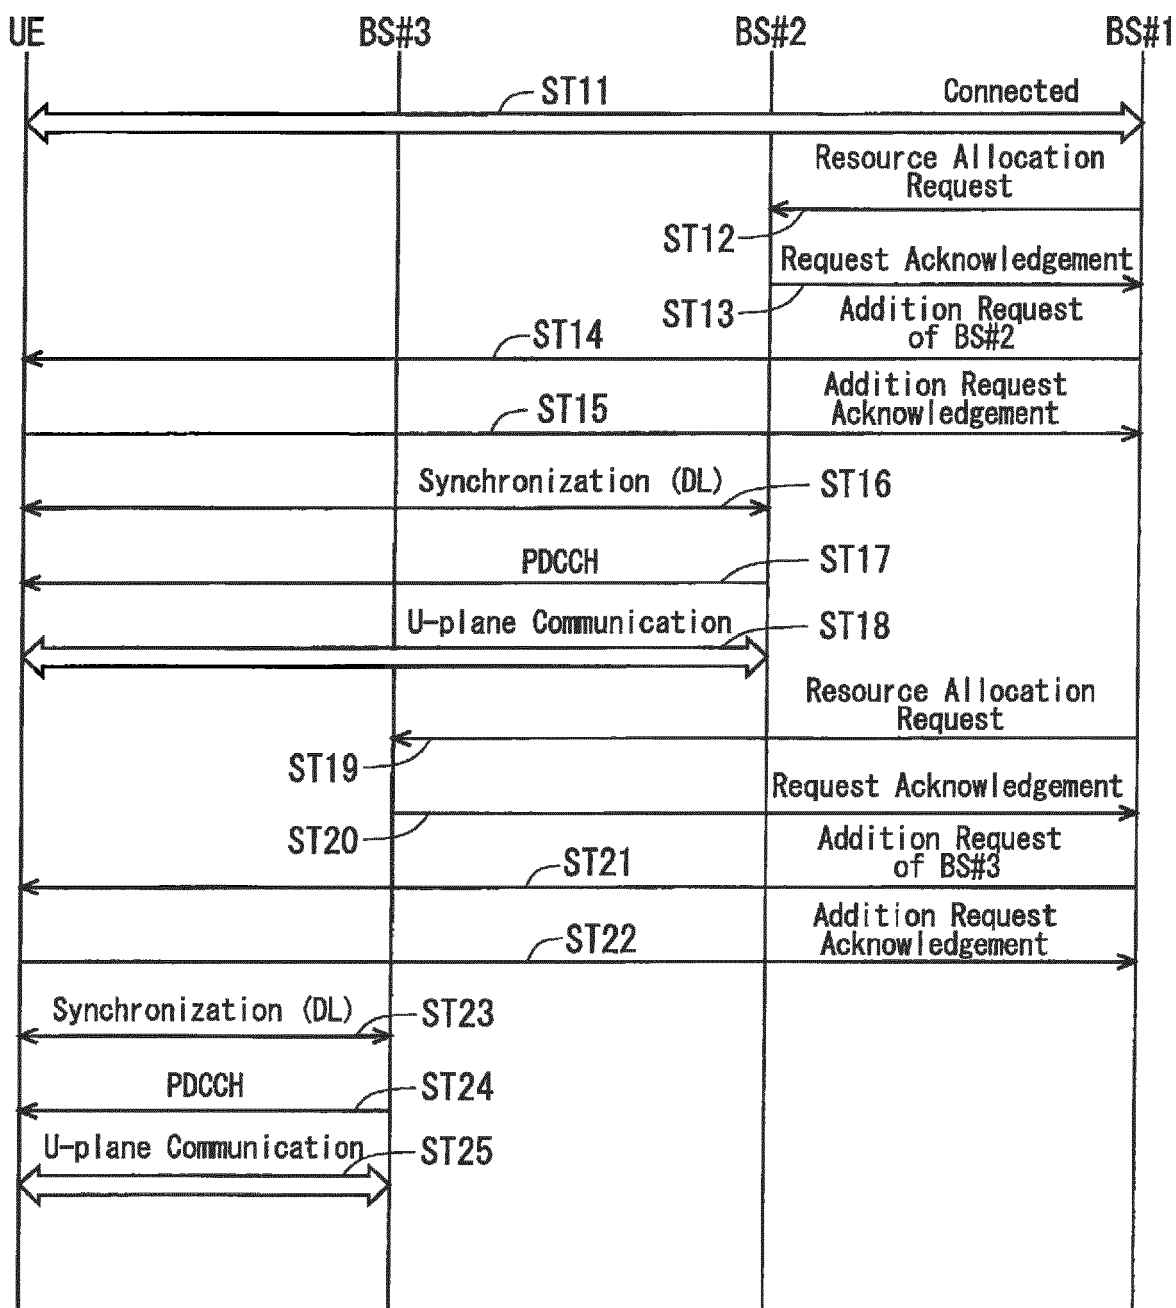 UE BS#3 BS#2 BS#1
ST11 Connected
Resource Allocation
Request
ST12
Request Acknowledgement
ST13
Addition Request
of BS#2
ST14
Addition Request
Acknowledgement
ST15
Synchronization (DL) ST16
PDCCH ST17
U-plane Communication ST18
Resource Allocation
Request
ST19
Request Acknowledgement
ST20
Addition Request
of BS#3
ST21
Addition Request
Acknowledgement
ST22
Synchronization (DL) ST23
PDCCH ST24
U-plane Communication ST25